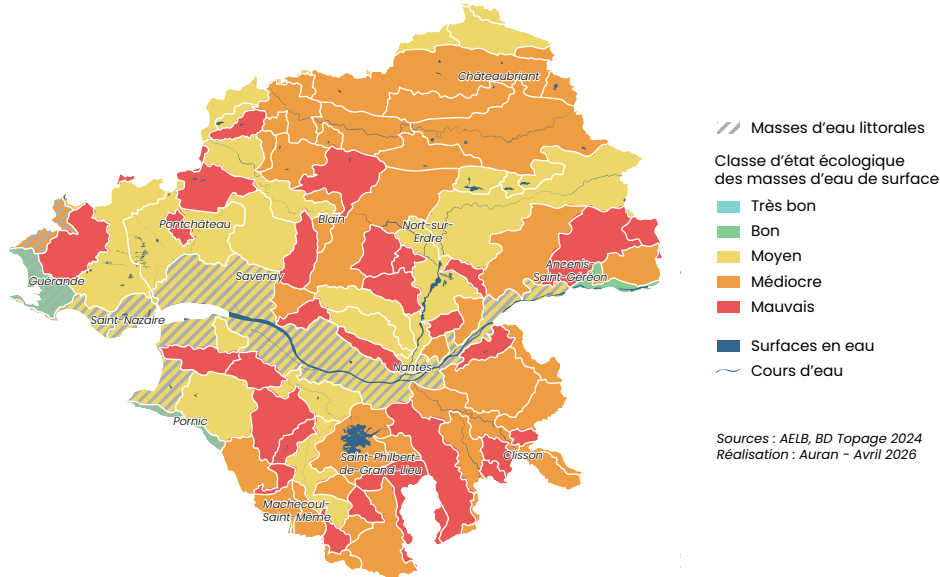 Châteaubriant
Pontchâteau
Blain
Nort-sur-
Erdre
Guérande
Savenay
Ancenis-
Saint-Géréon
Saint-Nazaire
Nantes
Pornic
Saint-Philbert-
de-Grand-Lieu
Clisson
Machecoul-
Saint-Même
Masses d'eau littorales
Classe d'état écologique
des masses d'eau de surface
Très bon
Bon
Moyen
Médiocre
Mauvais
Surfaces en eau
Cours d'eau
Sources : AELB, BD Topage 2024
Réalisation : Auran - Avril 2026